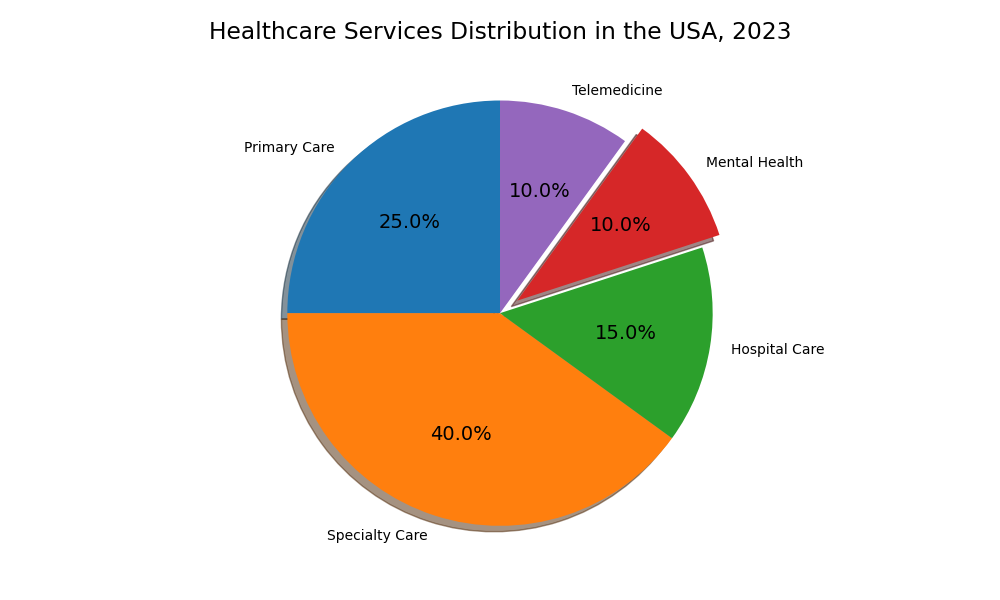 Healthcare Services Distribution in the USA, 2023
Telemedicine
Primary Care
Mental Health
10.0%
25.0%
10.0%
15.0%
Hospital Care
40.0%
Specialty Care